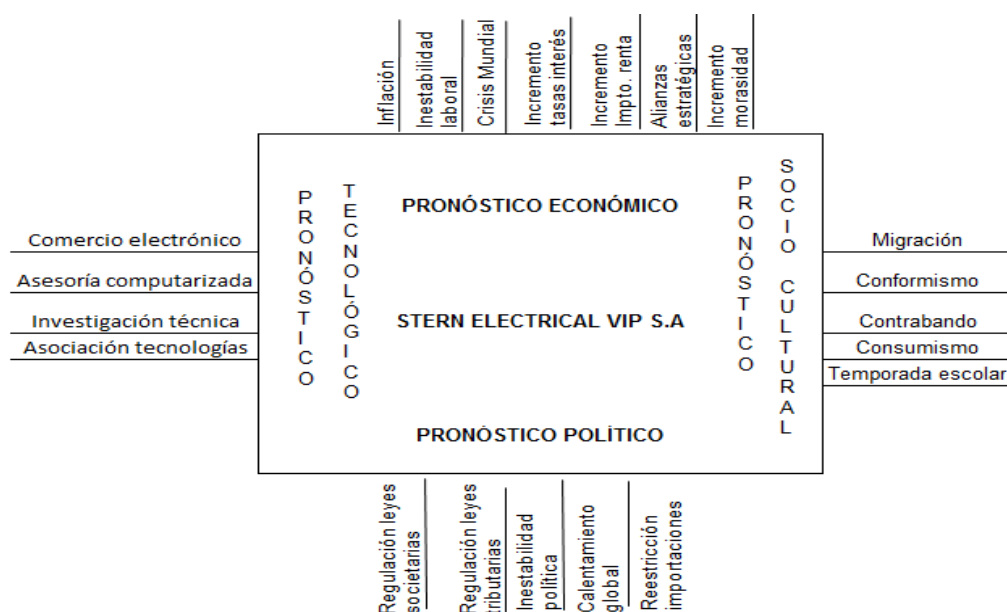 Inflación
Inestabilidad
laboral
Crisis Mundial
Incremento
tasas interés
Incremento
Impto. renta
Alianzas
estratégicas
Incremento
morasidad
PRONÓSTICO
TECNOLÓGICO
PRONÓSTICO ECONÓMICO
PRONÓSTICO
SOCIO CULTURAL
Comercio electrónico
Asesoría computarizada
Investigación técnica
Asociación tecnologías
STERN ELECTRICAL VIP S.A
Migración
Conformismo
Contrabando
Consumismo
Temporada escolar
PRONÓSTICO POLÍTICO
Regulación leyes
societarias
Regulación leyes
tributarias
Inestabilidad
política
Calentamiento
global
Reestricción
importaciones